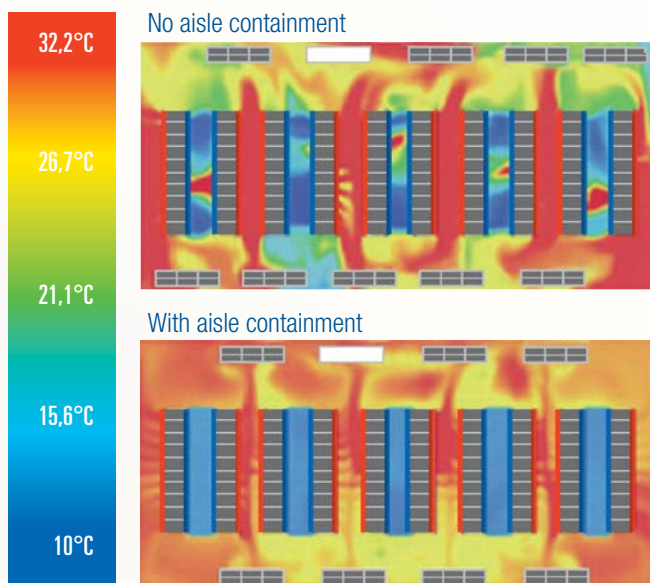 No aisle containment
32,2°C
26,7°C
21,1°C
With aisle containment
15,6°C
10°C